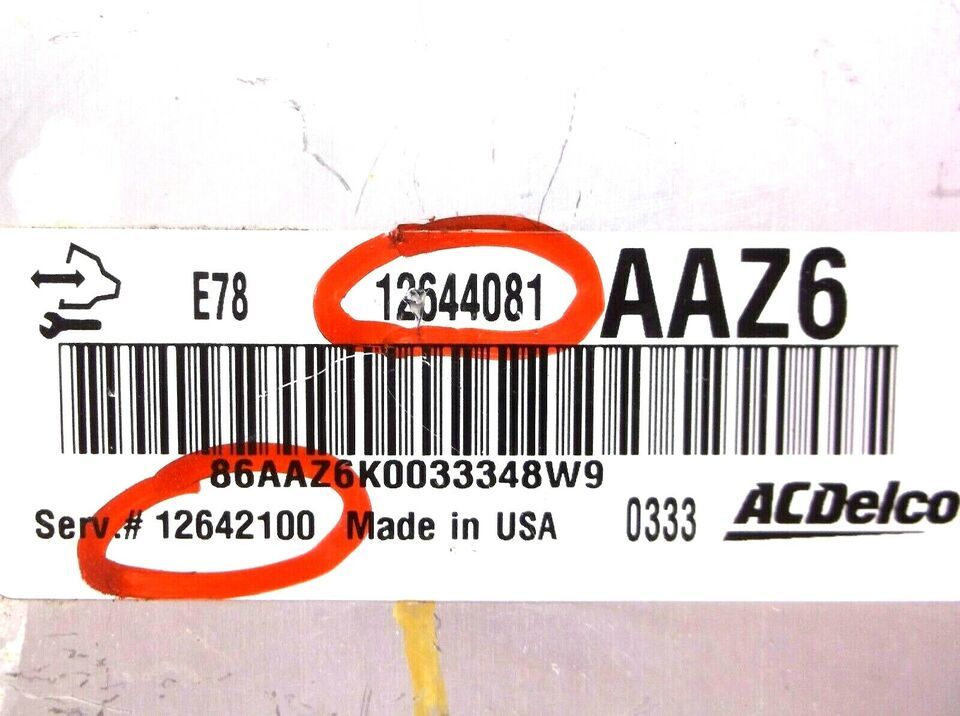 E78 12644081 AAZ6
86AAZ6K0033348W9
Serv.# 12642100 Made in USA 0333 ACDelco